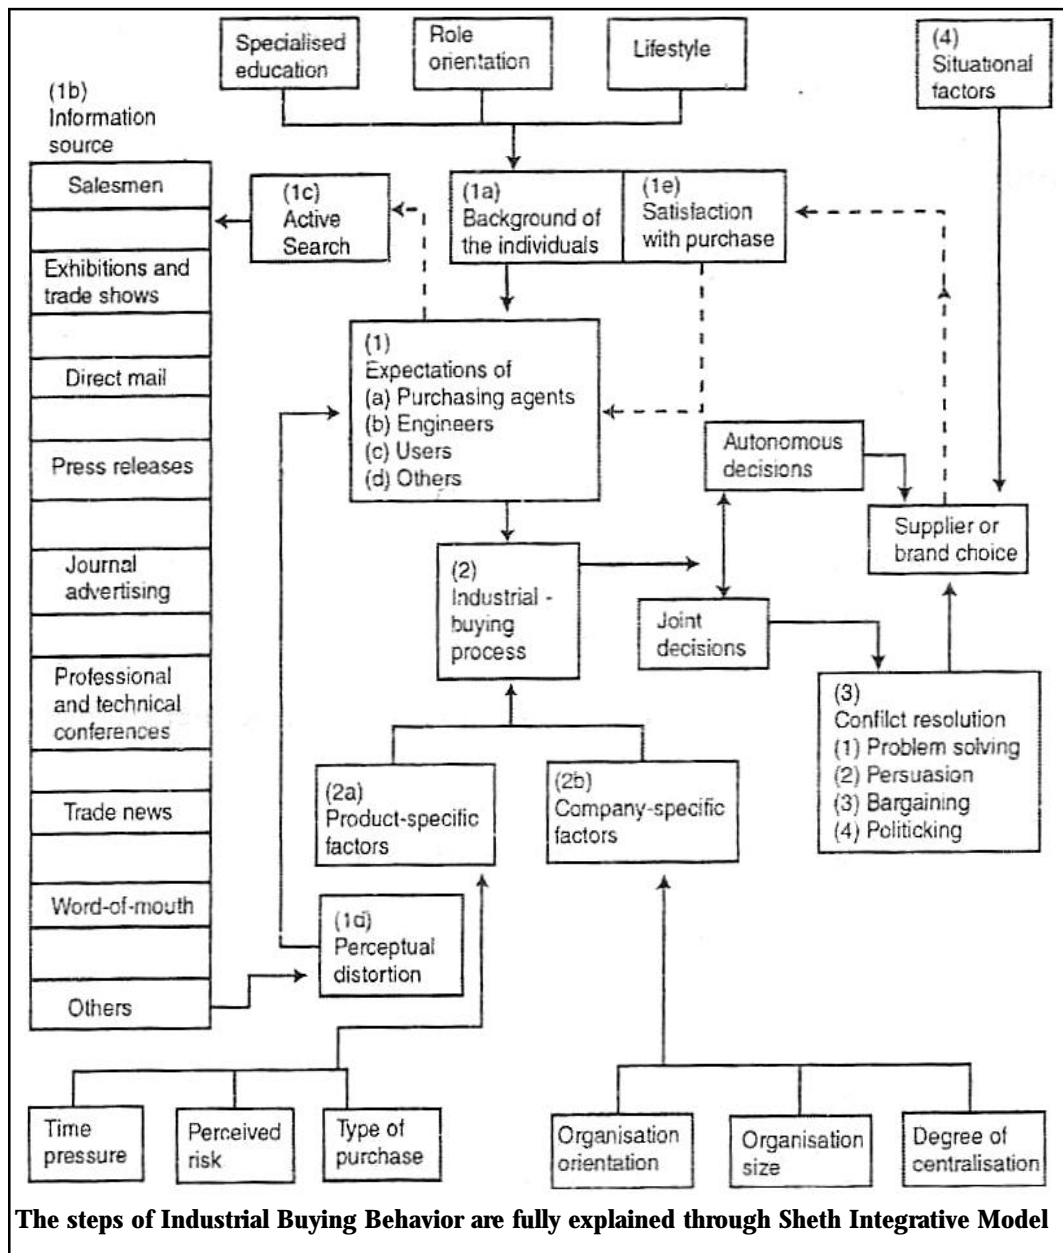 Specialised
education
Role
orientation
Lifestyle
(4)
Situational
factors
(1b)
Information
source
Salesmen
Exhibitions and
trade shows
Direct mail
Press releases
Journal
advertising
Professional
and technical
conferences
Trade news
Word-of-mouth
Others
(1c)
Active
Search
(1a)
Background of
the individuals
(1e)
Satisfaction
with purchase
(1)
Expectations of
(a) Purchasing agents
(b) Engineers
(c) Users
(d) Others
Autonomous
decisions
Supplier or
brand choice
(2)
Industrial -
buying
process
Joint
decisions
(3)
Confilct resolution
(1) Problem solving
(2) Persuasion
(3) Bargaining
(4) Politicking
(2a)
Product-specific
factors
(2b)
Company-specific
factors
(1d)
Perceptual
distortion
Time
pressure
Perceived
risk
Type of
purchase
Organisation
orientation
Organisation
size
Degree of
centralisation
The steps of Industrial Buying Behavior are fully explained through Sheth Integrative Model